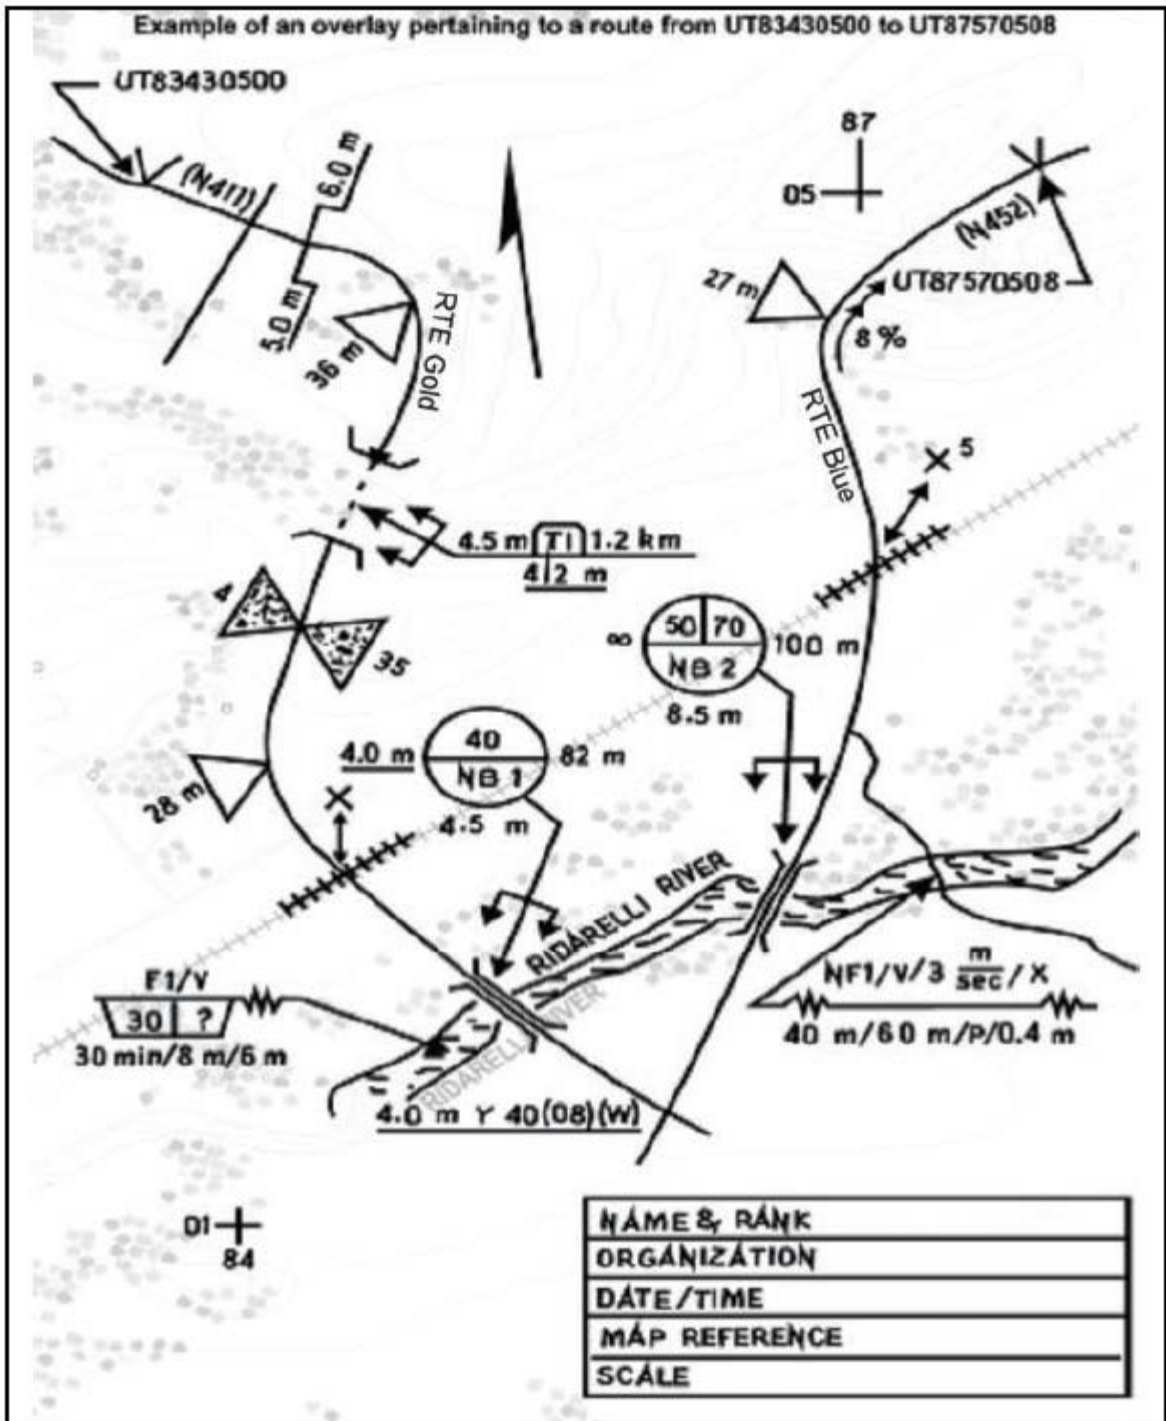 Example of an overlay pertaining to a route from UT83430500 to UT87570508
UT83430500
(N411)
6.0 m
5.0 m
36 m
RTE Gold
87
05
(N452)
UT87570508
27 m
8 %
RTE Blue
5
4.5 m T1 1.2 km
4.2 m
4
35
∞ 50 70 100 m
NB 2
8.5 m
28 m
4.0 m 40 82 m
NB 1
4.5 m
RIDARELLI RIVER
RIDARELLI RIVER
F1/V
30 ?
30 min/8 m/6 m
NF1/V/3 m/sec/X
40 m/60 m/P/0.4 m
4.0 m Y 40(08)(W)
01
84
NAME & RANK
ORGANIZATION
DATE/TIME
MAP REFERENCE
SCALE